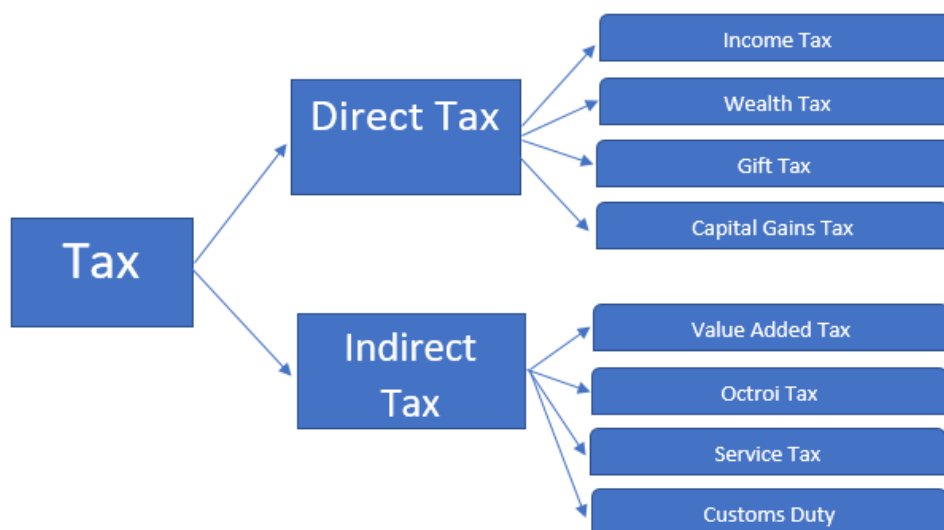 Tax
Direct Tax
Income Tax
Wealth Tax
Gift Tax
Capital Gains Tax
Indirect
Tax
Value Added Tax
Octroi Tax
Service Tax
Customs Duty